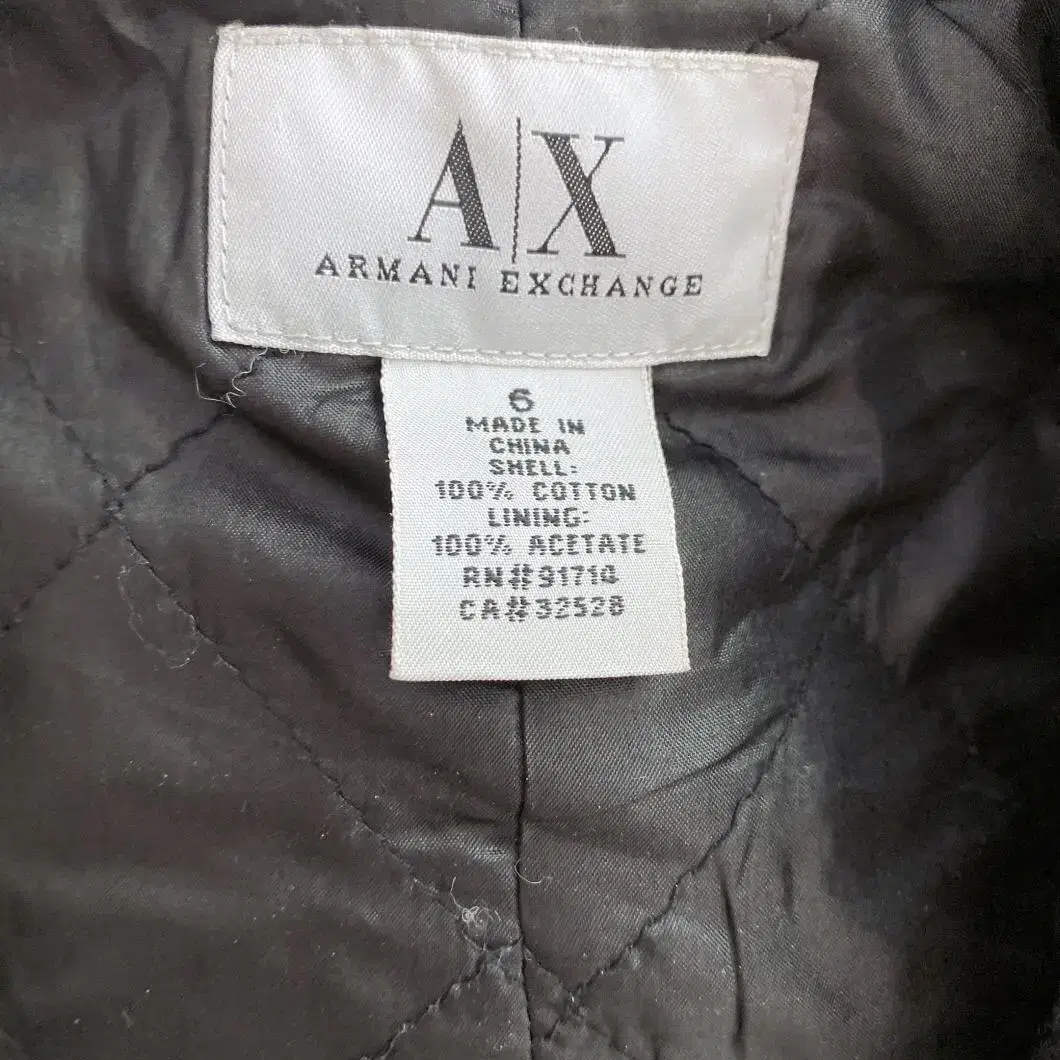 A|X
ARMANI EXCHANGE
6
MADE IN
CHINA
SHELL:
100% COTTON
LINING:
100% ACETATE
RN#91714
CA#32528